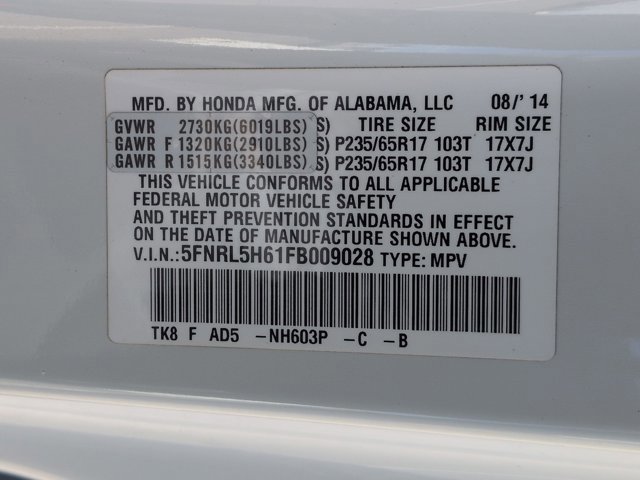 MFD. BY HONDA MFG. OF ALABAMA, LLC 08/'14
GVWR 2730KG(6019LBS) S) TIRE SIZE RIM SIZE
GAWR F 1320KG(2910LBS) S) P235/65R17 103T 17X7J
GAWR R 1515KG(3340LBS) S) P235/65R17 103T 17X7J
THIS VEHICLE CONFORMS TO ALL APPLICABLE
FEDERAL MOTOR VEHICLE SAFETY
AND THEFT PREVENTION STANDARDS IN EFFECT
ON DATE OF MANUFACTURE SHOWN ABOVE.
V.I.N.:5FNRL5H61FB009028 TYPE: MPV
TK8 F AD5 -NH603P -C -B